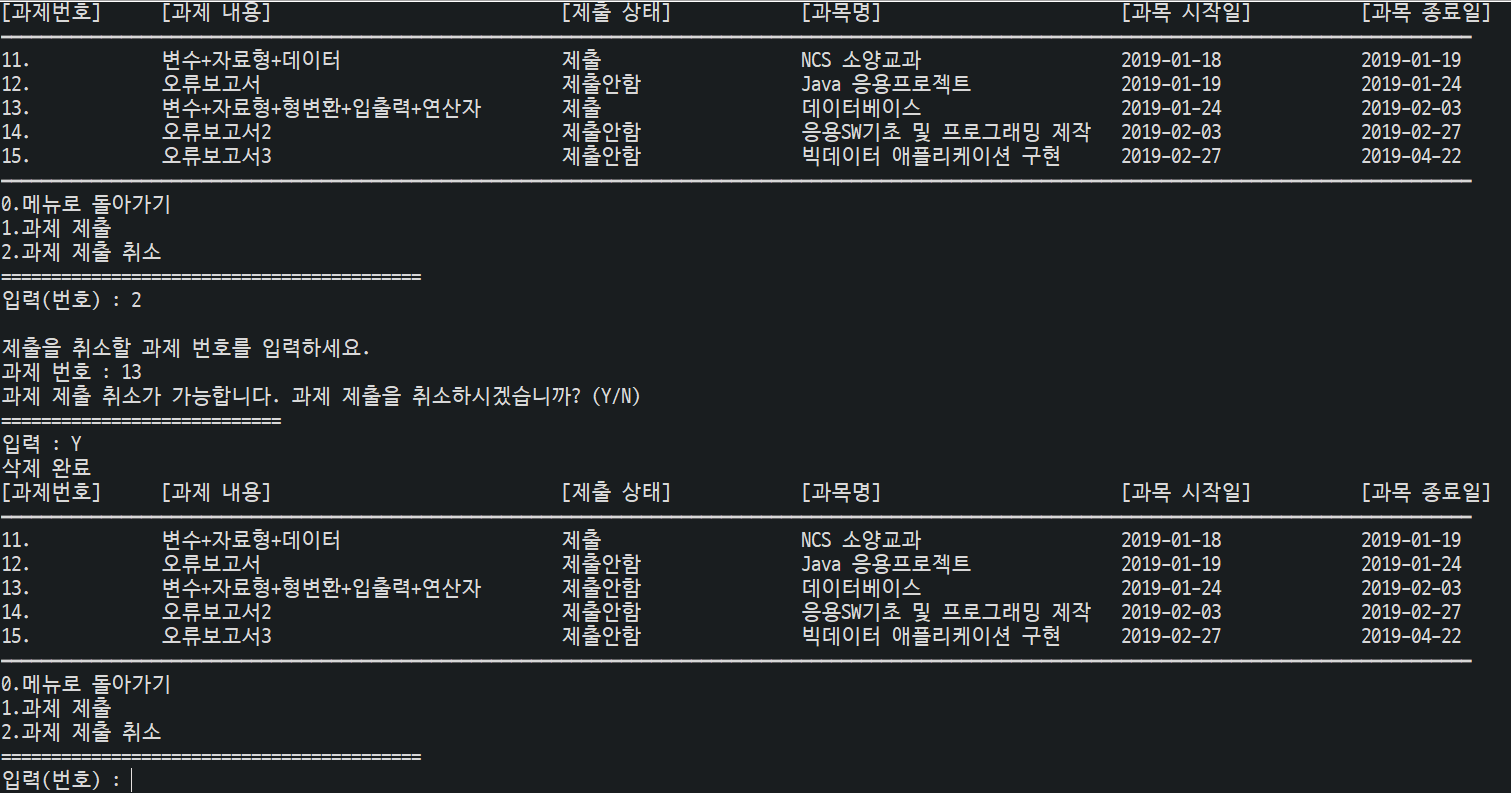 [과제번호] [과제 내용] [제출 상태] [과목명] [과목 시작일] [과목 종료일]
11. 변수+자료형+데이터 제출 NCS 소양교과 2019-01-18 2019-01-19
12. 오류보고서 제출안함 Java 응용프로젝트 2019-01-19 2019-01-24
13. 변수+자료형+형변환+입출력+연산자 제출 데이터베이스 2019-01-24 2019-02-03
14. 오류보고서2 제출안함 응용SW기초 및 프로그래밍 제작 2019-02-03 2019-02-27
15. 오류보고서3 제출안함 빅데이터 애플리케이션 구현 2019-02-27 2019-04-22
0.메뉴로 돌아가기
1.과제 제출
2.과제 제출 취소
==========================================
입력(번호) : 2
제출을 취소할 과제 번호를 입력하세요.
과제 번호 : 13
과제 제출 취소가 가능합니다. 과제 제출을 취소하시겠습니까? (Y/N)
============================
입력 : Y
삭제 완료
[과제번호] [과제 내용] [제출 상태] [과목명] [과목 시작일] [과목 종료일]
11. 변수+자료형+데이터 제출 NCS 소양교과 2019-01-18 2019-01-19
12. 오류보고서 제출안함 Java 응용프로젝트 2019-01-19 2019-01-24
13. 변수+자료형+형변환+입출력+연산자 제출안함 데이터베이스 2019-01-24 2019-02-03
14. 오류보고서2 제출안함 응용SW기초 및 프로그래밍 제작 2019-02-03 2019-02-27
15. 오류보고서3 제출안함 빅데이터 애플리케이션 구현 2019-02-27 2019-04-22
0.메뉴로 돌아가기
1.과제 제출
2.과제 제출 취소
==========================================
입력(번호) :